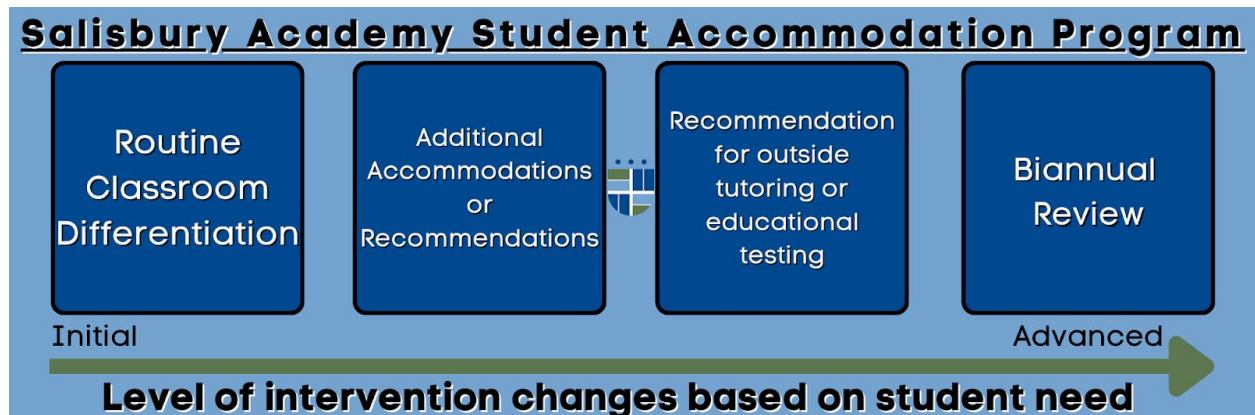 Salisbury Academy Student Accommodation Program
Routine
Classroom
Differentiation
Additional
Accommodations
or
Recommendations
Recommendation
for outside
tutoring or
educational
testing
Biannual
Review
Initial
Advanced
Level of intervention changes based on student need